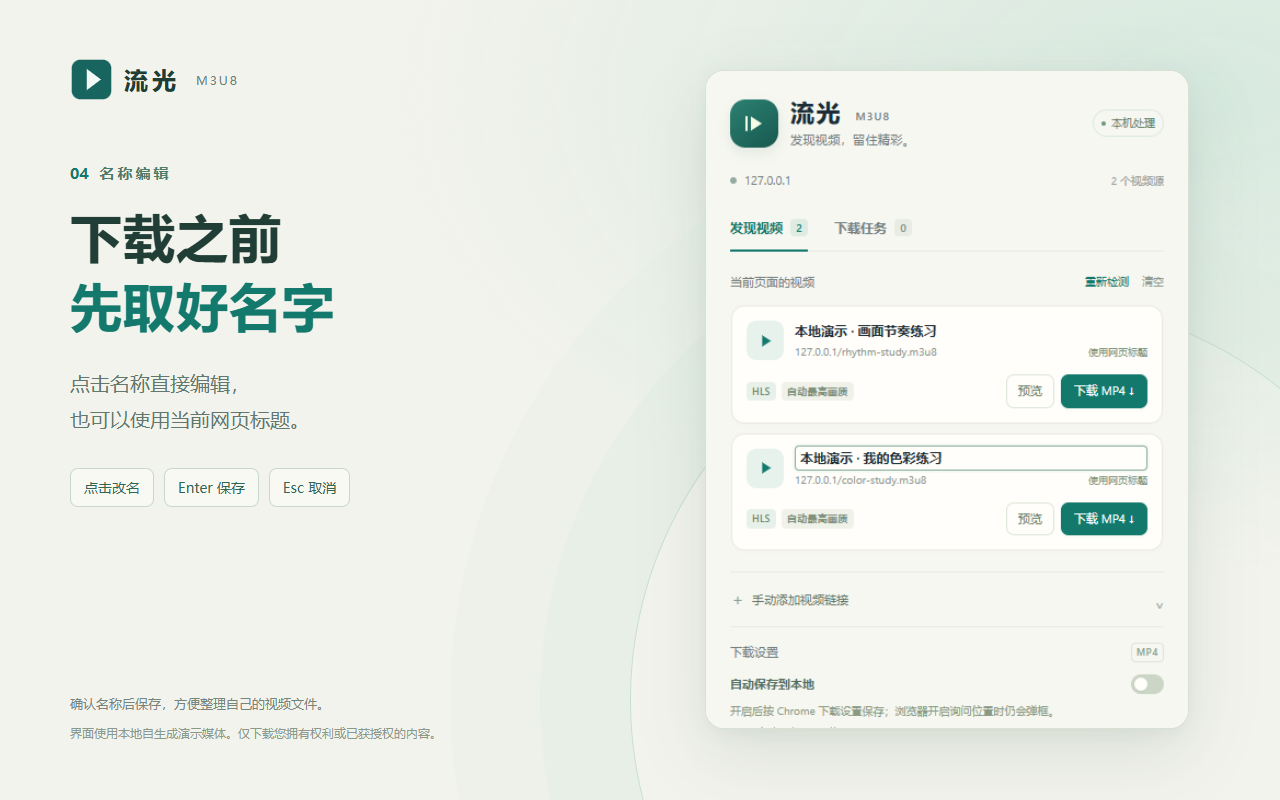 流光 M3U8
04 名称编辑
下载之前
先取好名字
点击名称直接编辑，
也可以使用当前网页标题。
点击改名 Enter 保存 Esc 取消
确认名称后保存，方便整理自己的视频文件。
界面使用本地自生成演示媒体。仅下载您拥有权利或已获授权的内容。
流光 M3U8
发现视频，留住精彩。
本机处理
127.0.0.1 2 个视频源
发现视频 2 下载任务 0
当前页面的视频 重新检测 清空
本地演示 · 画面节奏练习
127.0.0.1/rhythm-study.m3u8 使用网页标题
HLS 自动最高画质 预览 下载 MP4 ↓
本地演示 · 我的色彩练习
127.0.0.1/color-study.m3u8 使用网页标题
HLS 自动最高画质 预览 下载 MP4 ↓
+ 手动添加视频链接
下载设置 MP4
自动保存到本地
开启后按 Chrome 下载设置保存；浏览器开启询问位置时仍会弹框。